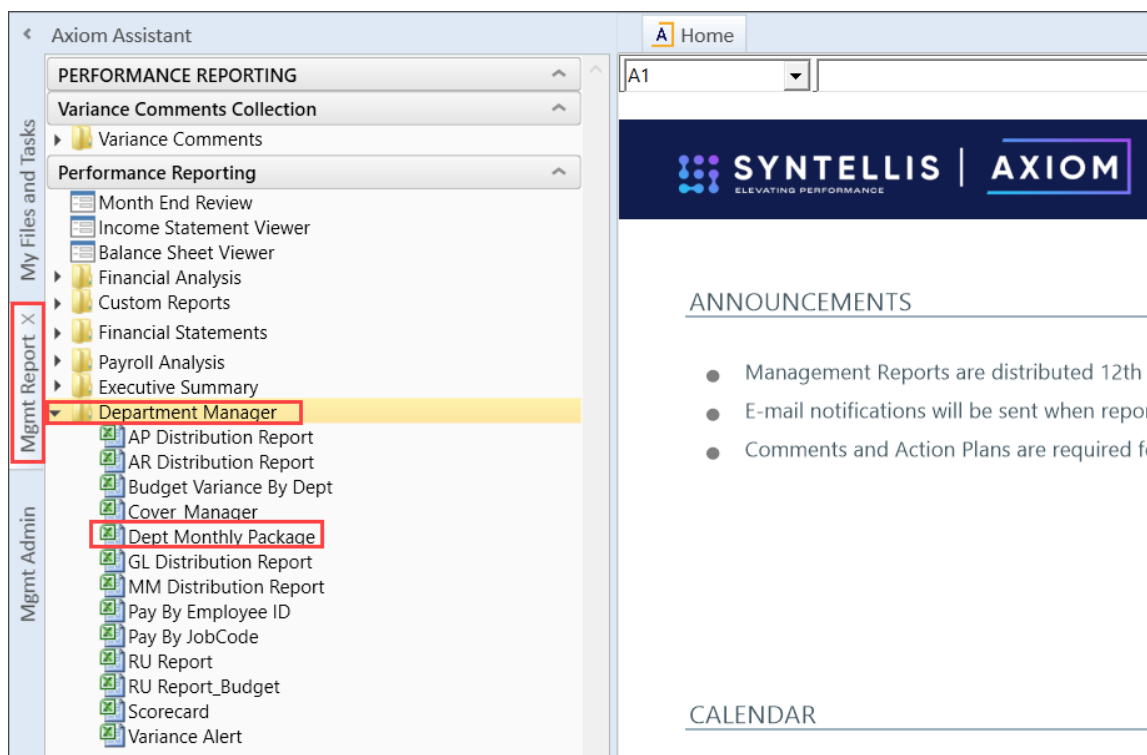 Axiom Assistant
PERFORMANCE REPORTING
Variance Comments Collection
Variance Comments
Performance Reporting
Month End Review
Income Statement Viewer
Balance Sheet Viewer
Financial Analysis
Custom Reports
Financial Statements
Payroll Analysis
Executive Summary
Department Manager
AP Distribution Report
AR Distribution Report
Budget Variance By Dept
Cover_Manager
Dept Monthly Package
GL Distribution Report
MM Distribution Report
Pay By Employee ID
Pay By JobCode
RU Report
RU Report_Budget
Scorecard
Variance Alert
My Files and Tasks
Mgmt Report X
Mgmt Admin
A Home
A1
SYNTELLIS | AXIOM
ELEVATING PERFORMANCE
ANNOUNCEMENTS
Management Reports are distributed 12th
E-mail notifications will be sent when repo
Comments and Action Plans are required f
CALENDAR